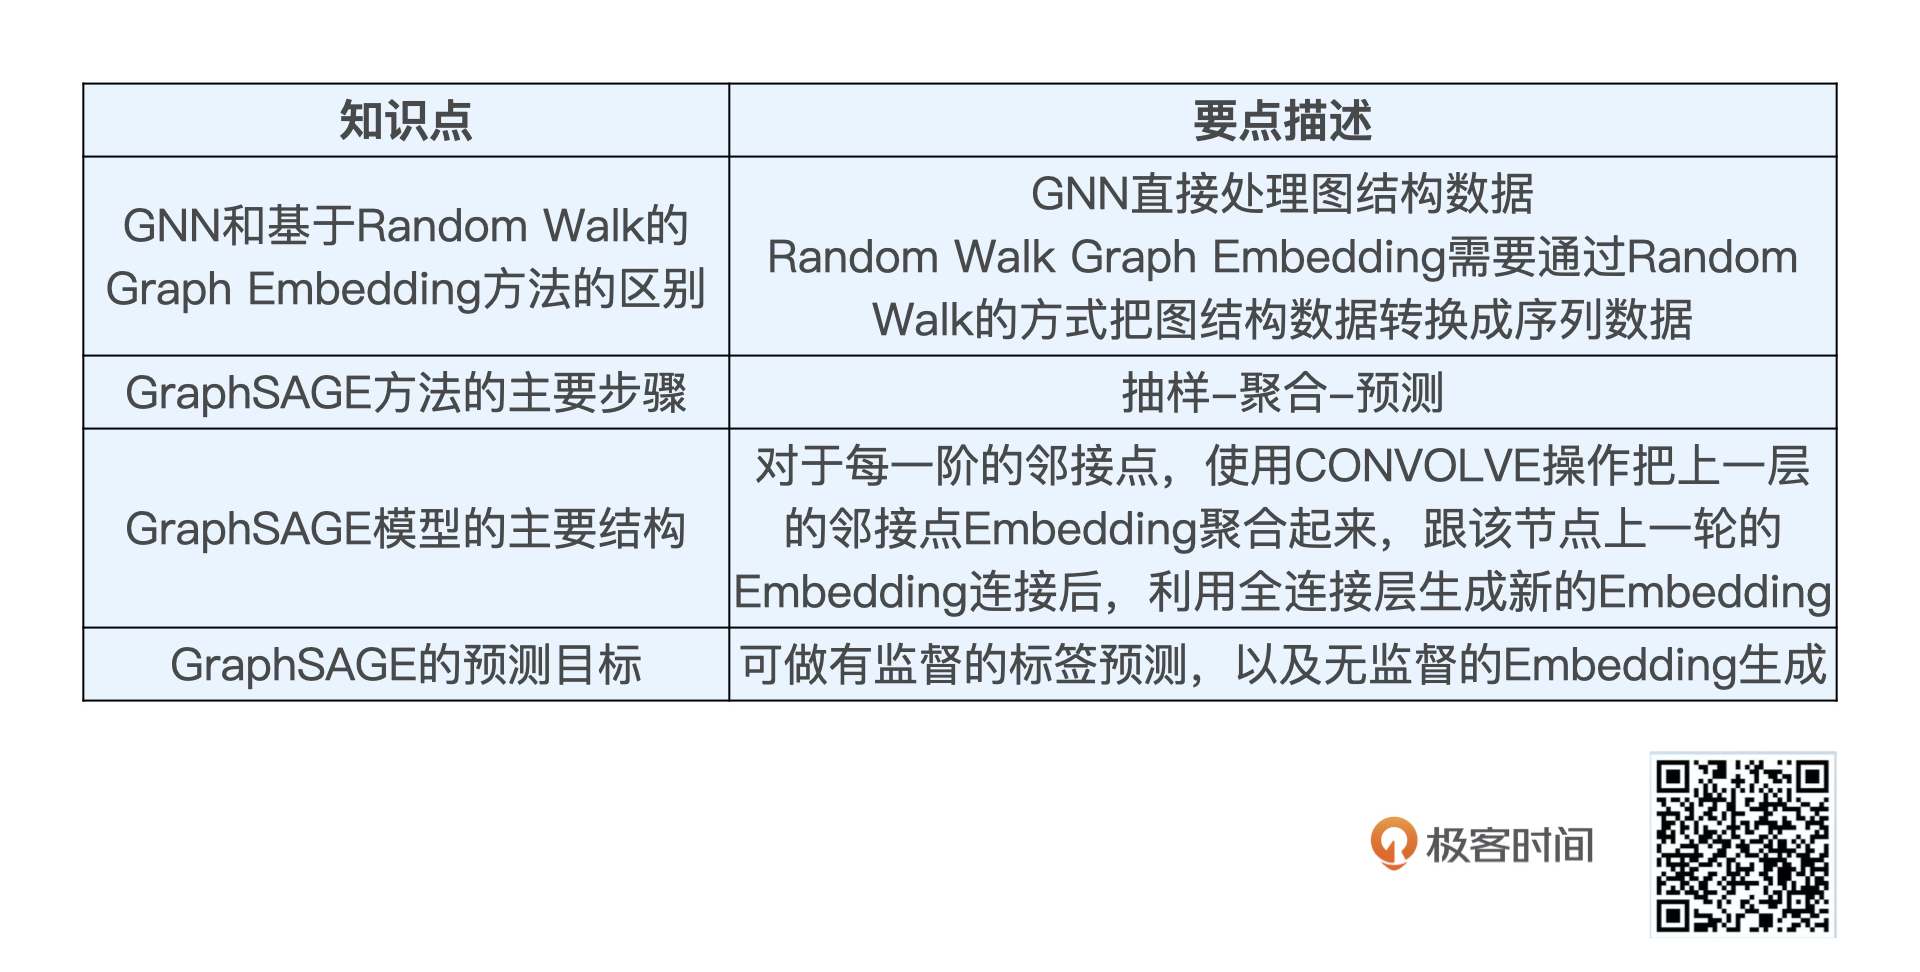 知识点
要点描述
GNN和基于Random Walk的
Graph Embedding方法的区别
GNN直接处理图结构数据
Random Walk Graph Embedding需要通过Random
Walk的方式把图结构数据转换成序列数据
GraphSAGE方法的主要步骤
抽样–聚合–预测
GraphSAGE模型的主要结构
对于每一阶的邻接点，使用CONVOLVE操作把上一层
的邻接点Embedding聚合起来，跟该节点上一轮的
Embedding连接后，利用全连接层生成新的Embedding
GraphSAGE的预测目标
可做有监督的标签预测，以及无监督的Embedding生成
极客时间